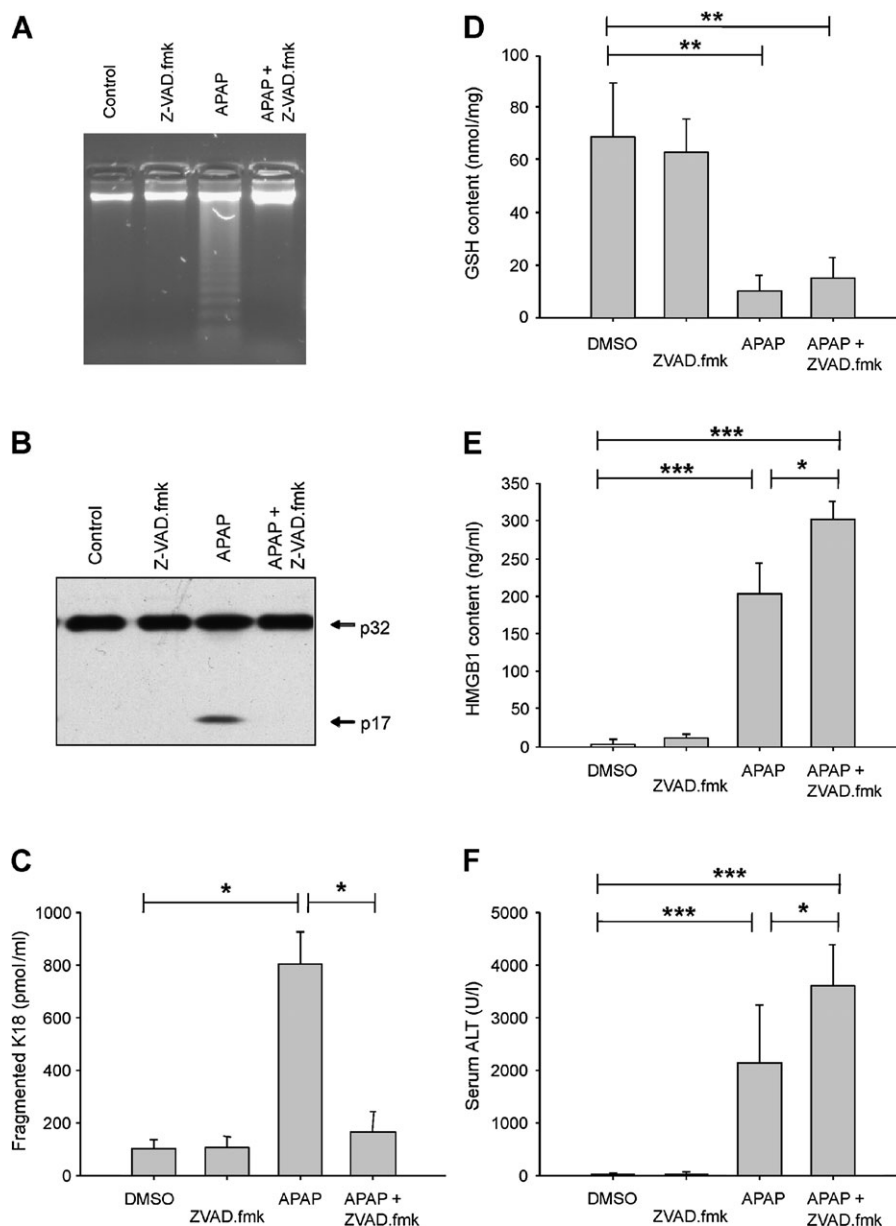 A
Control
Z-VAD.fmk
APAP
APAP +
Z-VAD.fmk
B
Control
Z-VAD.fmk
APAP
APAP +
Z-VAD.fmk
p32
p17
C
* *
Fragmented K18 (pmol/ml)
1000
800
600
400
200
0
DMSO
ZVAD.fmk
APAP
APAP +
ZVAD.fmk
D
**
**
GSH content (nmol/mg)
100
80
60
40
20
0
DMSO
ZVAD.fmk
APAP
APAP +
ZVAD.fmk
E
***
*** *
HMGB1 content (ng/ml)
350
300
250
200
150
100
50
0
DMSO
ZVAD.fmk
APAP
APAP +
ZVAD.fmk
F
***
*** *
Serum ALT (U/l)
5000
4000
3000
2000
1000
0
DMSO
ZVAD.fmk
APAP
APAP +
ZVAD.fmk